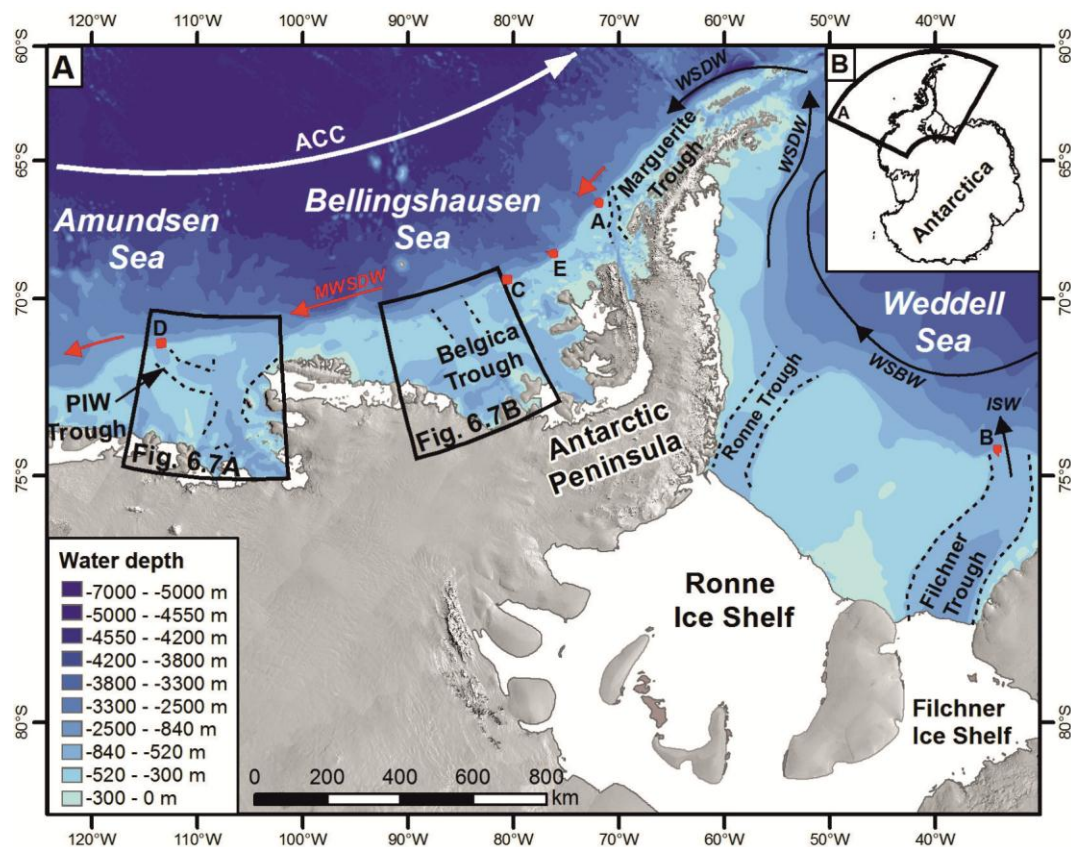 120°W 110°W 100°W 90°W 80°W 70°W 60°W 50°W 40°W
60°S
60°S
A
B
A
Antarctica
ACC
WSDW
WSDW
Marguerite
Trough
65°S
65°S
Amundsen
Sea
Bellingshausen
Sea
A
E
C
MWSDW
70°S
70°S
Weddell
Sea
WSBW
D
PIW
Trough
Fig. 6.7A
Belgica
Trough
Fig. 6.7B
Antarctic
Peninsula
Ronne Trough
ISW
B
75°S
75°S
Filchner
Trough
Ronne
Ice Shelf
Filchner
Ice Shelf
80°S
80°S
Water depth
-7000 - -5000 m
-5000 - -4550 m
-4550 - -4200 m
-4200 - -3800 m
-3800 - -3300 m
-3300 - -2500 m
-2500 - -840 m
-840 - -520 m
-520 - -300 m
-300 - 0 m
0 200 400 600 800
km
120°W 110°W 100°W 90°W 80°W 70°W 60°W 50°W 40°W